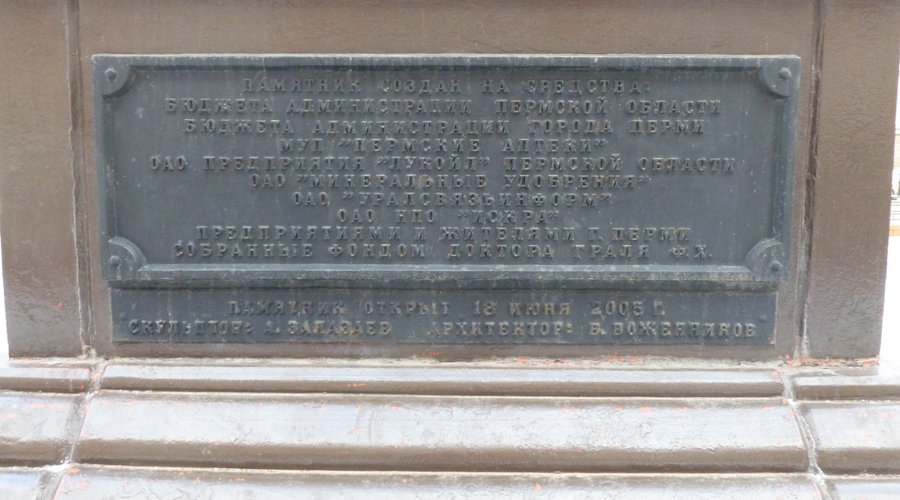 ПАМЯТНИК СОЗДАН НА СРЕДСТВА:
БЮДЖЕТА АДМИНИСТРАЦИИ ПЕРМСКОЙ ОБЛАСТИ
БЮДЖЕТА АДМИНИСТРАЦИИ ГОРОДА ПЕРМИ
МУП "ПЕРМСКИЕ АПТЕКИ"
ОАО ПРЕДПРИЯТИЯ "ЛУКОЙЛ" ПЕРМСКОЙ ОБЛАСТИ
ОАО "МИНЕРАЛЬНЫЕ УДОБРЕНИЯ"
ОАО "УРАЛСВЯЗЬИНФОРМ"
ОАО НПО "ИСКРА"
ПРЕДПРИЯТИЯМИ И ЖИТЕЛЯМИ Г. ПЕРМИ
СОБРАННЫЕ ФОНДОМ ДОКТОРА ГРАЛЯ Ф.Х.
ПАМЯТНИК ОТКРЫТ 18 ИЮНЯ 2005 Г.
СКУЛЬПТОР: А. ЗАЛАЗАЕВ АРХИТЕКТОР: В. ВОЖЕННИКОВ